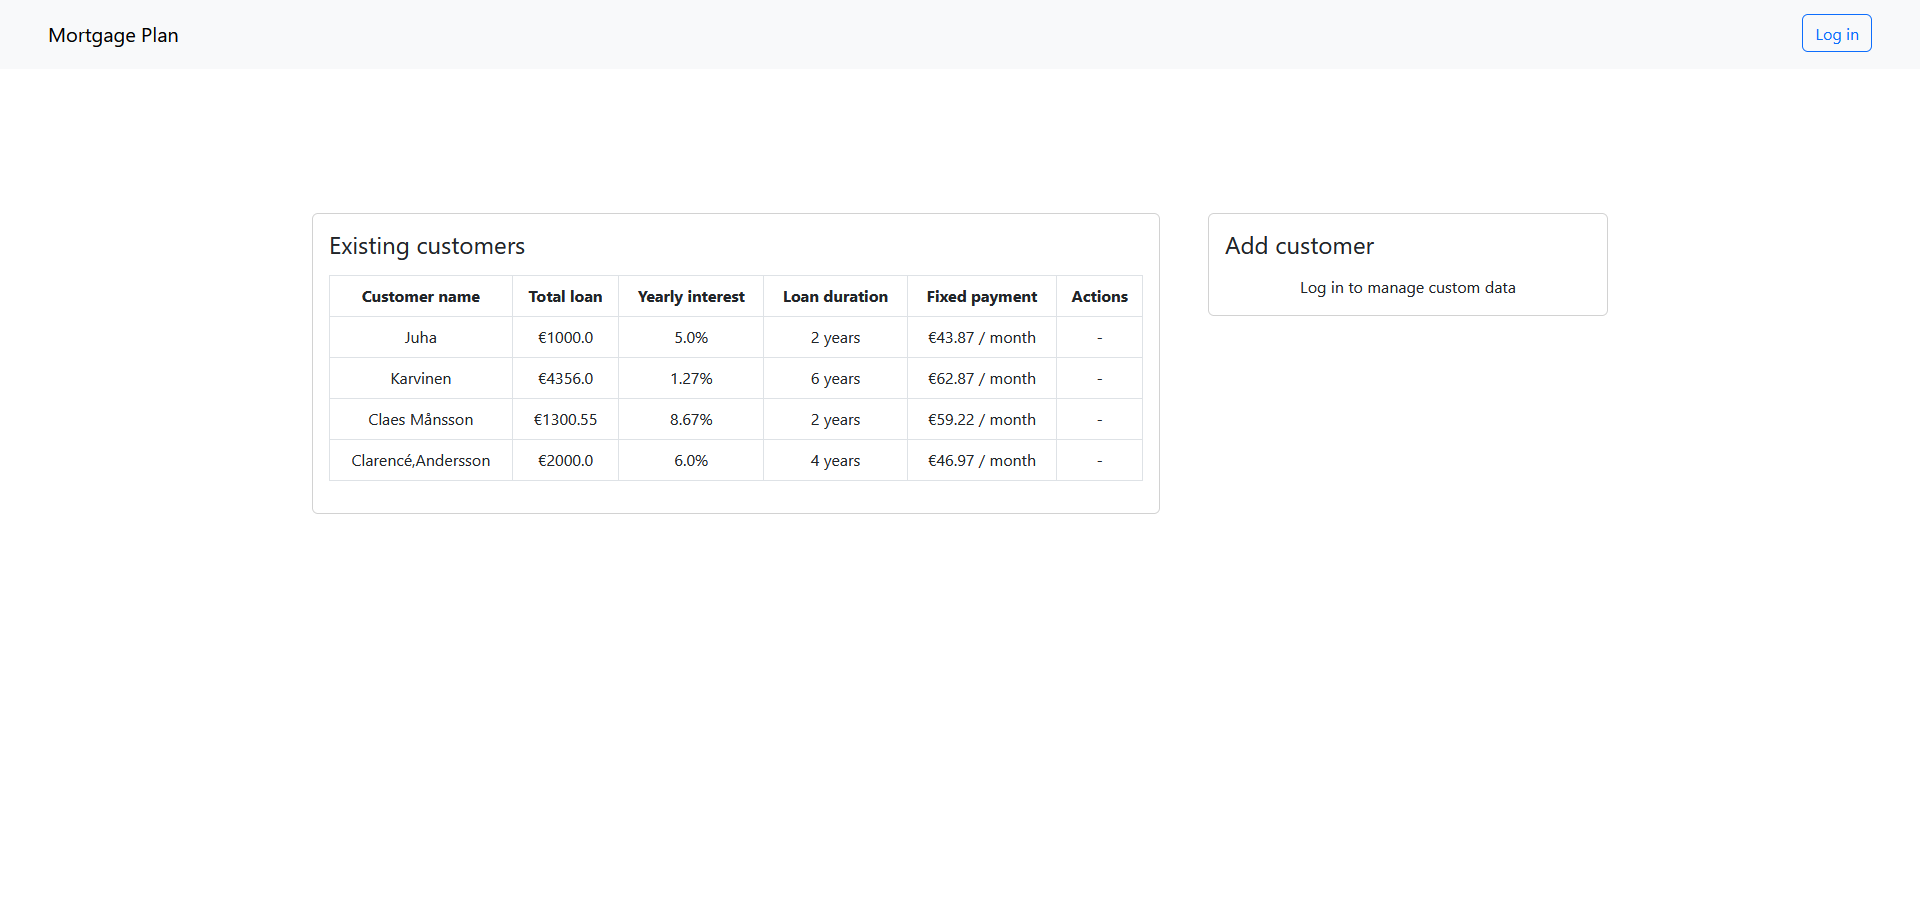 Mortgage Plan
Log in
Existing customers
Customer name Total loan Yearly interest Loan duration Fixed payment Actions
Juha €1000.0 5.0% 2 years €43.87 / month -
Karvinen €4356.0 1.27% 6 years €62.87 / month -
Claes Månsson €1300.55 8.67% 2 years €59.22 / month -
Clarencé,Andersson €2000.0 6.0% 4 years €46.97 / month -
Add customer
Log in to manage custom data